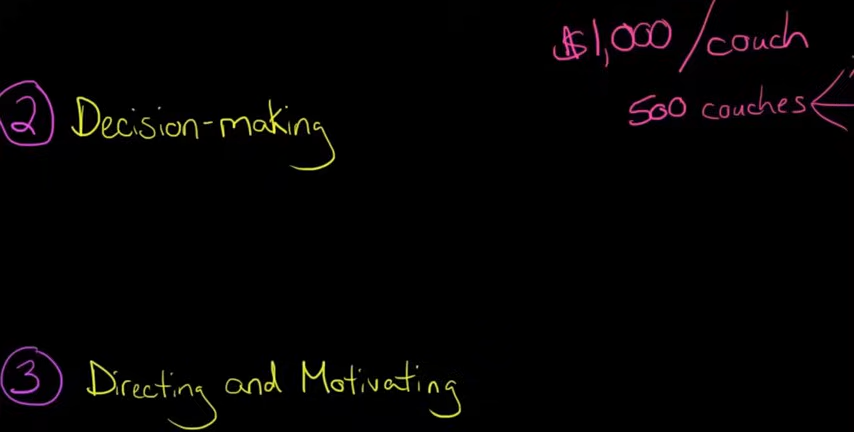 $1,000/couch
500 couches
2 Decision-making
3 Directing and Motivating